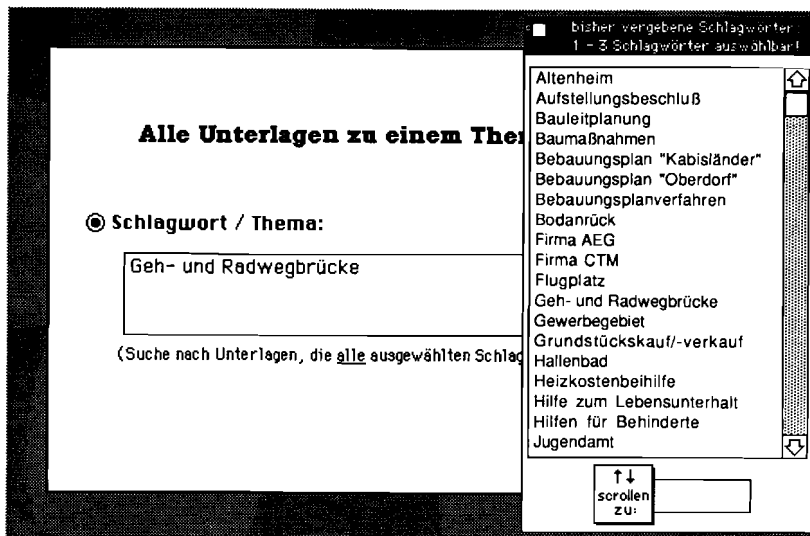 Alle Unterlagen zu einem The
Schlagwort / Thema:
Geh- und Radwegbrücke
(Suche nach Unterlagen, die alle ausgewählten Schlag
bisher vergebene Schlagwörter
1 - 3 Schlagwörter auswählbar!
Altenheim
Aufstellungsbeschluß
Bauleitplanung
Baumaßnahmen
Bebauungsplan "Kabisländer"
Bebauungsplan "Oberdorf"
Bebauungsplanverfahren
Bodanrück
Firma AEG
Firma CTM
Flugplatz
Geh- und Radwegbrücke
Gewerbegebiet
Grundstückskauf/-verkauf
Hallenbad
Heizkostenbeihilfe
Hilfe zum Lebensunterhalt
Hilfen für Behinderte
Jugendamt
scrollen
zu: